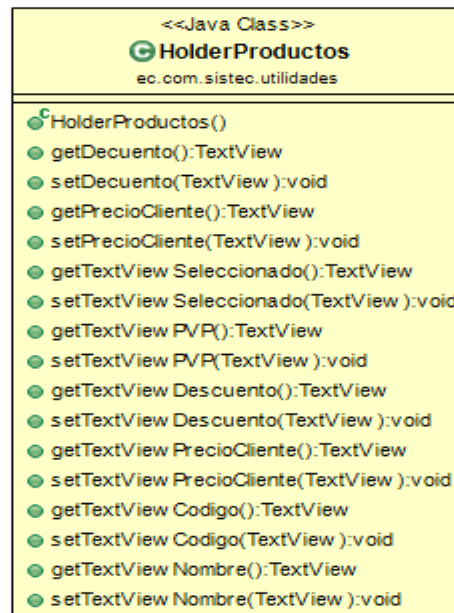 <<Java Class>>
HolderProductos
ec.com.sistec.utilidades
HolderProductos()
getDecuento():TextView
setDecuento(TextView ):void
getPrecioCliente():TextView
setPrecioCliente(TextView ):void
getTextView Seleccionado():TextView
setTextView Seleccionado(TextView ):void
getTextView PVP():TextView
setTextView PVP(TextView ):void
getTextView Descuento():TextView
setTextView Descuento(TextView ):void
getTextView PrecioCliente():TextView
setTextView PrecioCliente(TextView ):void
getTextView Codigo():TextView
setTextView Codigo(TextView ):void
getTextView Nombre():TextView
setTextView Nombre(TextView ):void